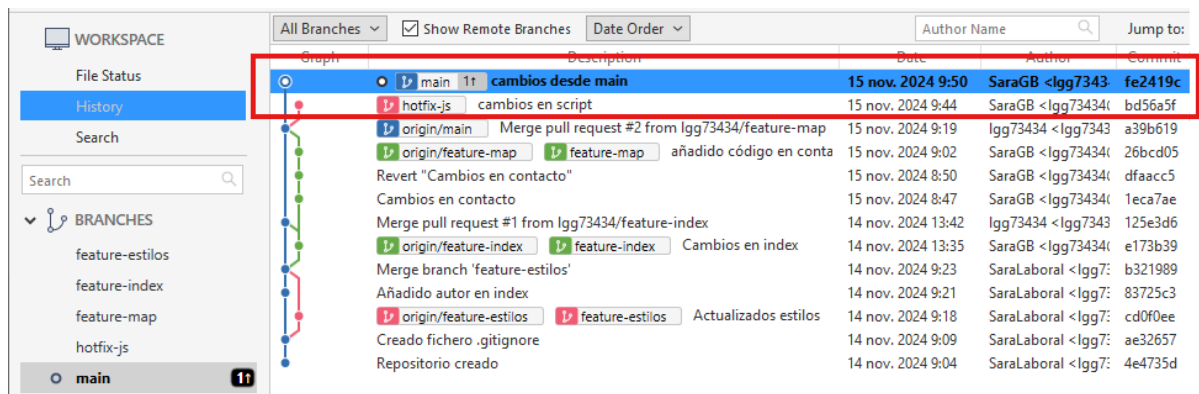 WORKSPACE
File Status
History
Search
Search
BRANCHES
feature-estilos
feature-index
feature-map
hotfix-js
main 1↑
All Branches Show Remote Branches Date Order Author Name Jump to:
Graph Description Date Author Commit
main 1↑ cambios desde main 15 nov. 2024 9:50 SaraGB <lgg7343 fe2419c
hotfix-js cambios en script 15 nov. 2024 9:44 SaraGB <lgg73434( bd56a5f
origin/main Merge pull request #2 from lgg73434/feature-map 15 nov. 2024 9:19 lgg73434 <lgg7343 a39b619
origin/feature-map feature-map añadido código en conta 15 nov. 2024 9:02 SaraGB <lgg73434( 26bcd05
Revert "Cambios en contacto" 15 nov. 2024 8:50 SaraGB <lgg73434( dfaacc5
Cambios en contacto 15 nov. 2024 8:47 SaraGB <lgg73434( 1eca7ae
Merge pull request #1 from lgg73434/feature-index 14 nov. 2024 13:42 lgg73434 <lgg7343 125e3d6
origin/feature-index feature-index Cambios en index 14 nov. 2024 13:35 SaraGB <lgg73434( e173b39
Merge branch 'feature-estilos' 14 nov. 2024 9:23 SaraLaboral <lgg73 b321989
Añadido autor en index 14 nov. 2024 9:21 SaraLaboral <lgg73 83725c3
origin/feature-estilos feature-estilos Actualizados estilos 14 nov. 2024 9:18 SaraLaboral <lgg73 cd0f0ee
Creado fichero .gitignore 14 nov. 2024 9:09 SaraLaboral <lgg73 ae32657
Repositorio creado 14 nov. 2024 9:04 SaraLaboral <lgg73 4e4735d